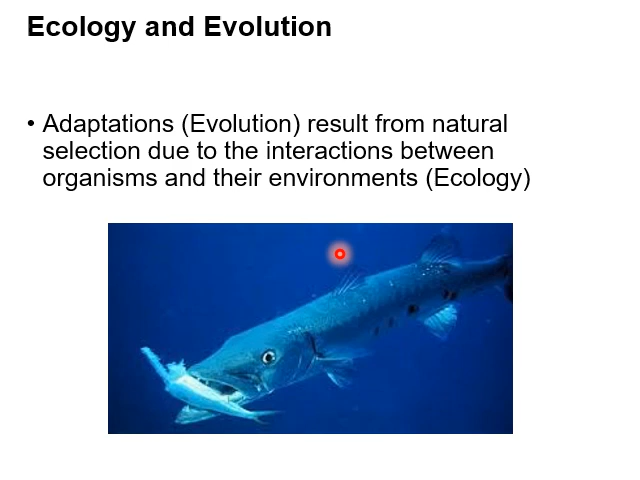 Ecology and Evolution
• Adaptations (Evolution) result from natural
selection due to the interactions between
organisms and their environments (Ecology)